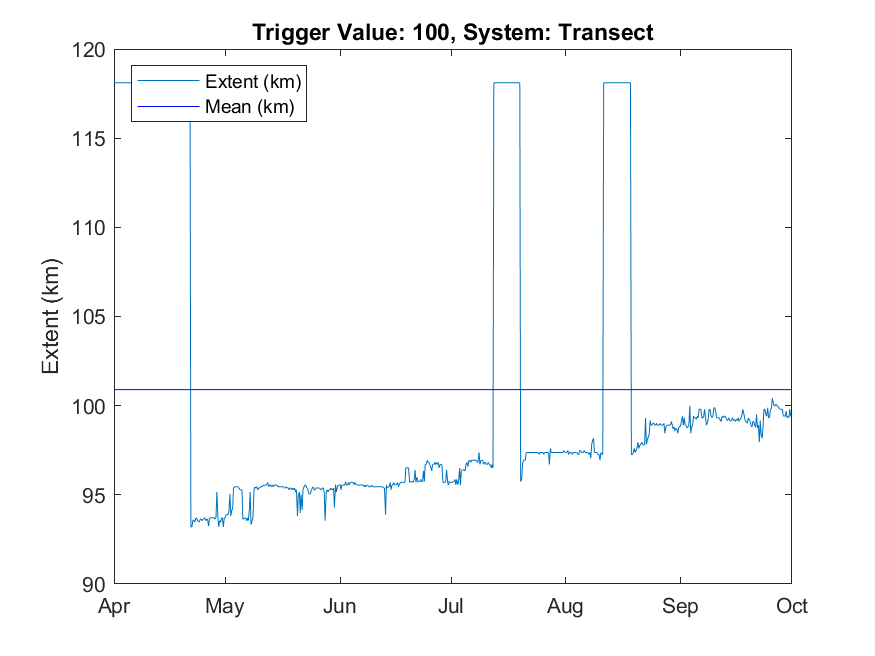 Trigger Value: 100, System: Transect
120
115
110
105
100
95
90
Extent (km)
Extent (km)
Mean (km)
Apr May Jun Jul Aug Sep Oct